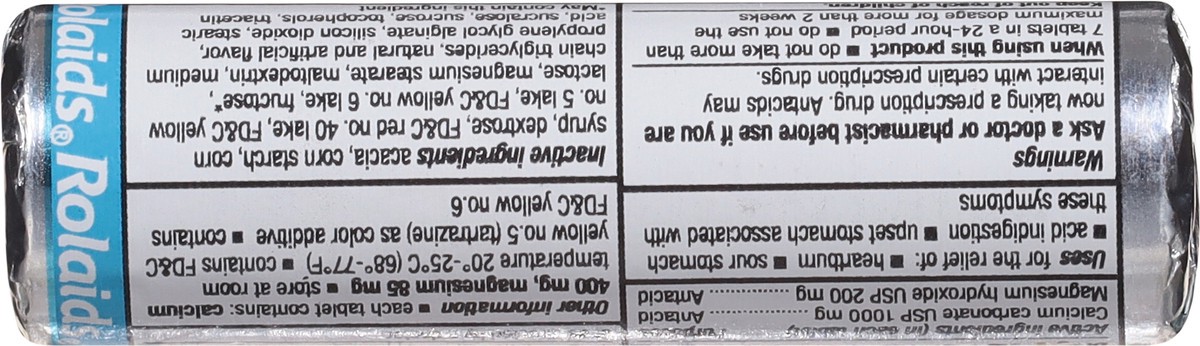 Active ingredients (in each tablet)
Calcium carbonate USP 1000 mg .......... Antacid
Magnesium hydroxide USP 200 mg .......... Antacid
Uses for the relief of: ■ heartburn ■ sour stomach
■ acid indigestion ■ upset stomach associated with
these symptoms
Warnings
Ask a doctor or pharmacist before use if you are
now taking a prescription drug. Antacids may
interact with certain prescription drugs.
When using this product ■ do not take more than
7 tablets in a 24-hour period ■ do not use the
maximum dosage for more than 2 weeks
Keep out of reach of children.
Other information ■ each tablet contains: calcium
400 mg, magnesium 85 mg ■ store at room
temperature 20°-25°C (68°-77°F) ■ contains FD&C
yellow no.5 (tartrazine) as color additive ■ contains
FD&C yellow no.6
Inactive ingredients acacia, corn starch, corn
syrup, dextrose, FD&C red no. 40 lake, FD&C yellow
no. 5 lake, FD&C yellow no. 6 lake, fructose*,
lactose, magnesium stearate, maltodextrin, medium
chain triglycerides, natural and artificial flavor,
propylene glycol alginate, silicon dioxide, stearic
acid, sucralose, sucrose, tocopherols, triacetin
*May contain this ingredient
Rolaids® Rolaids